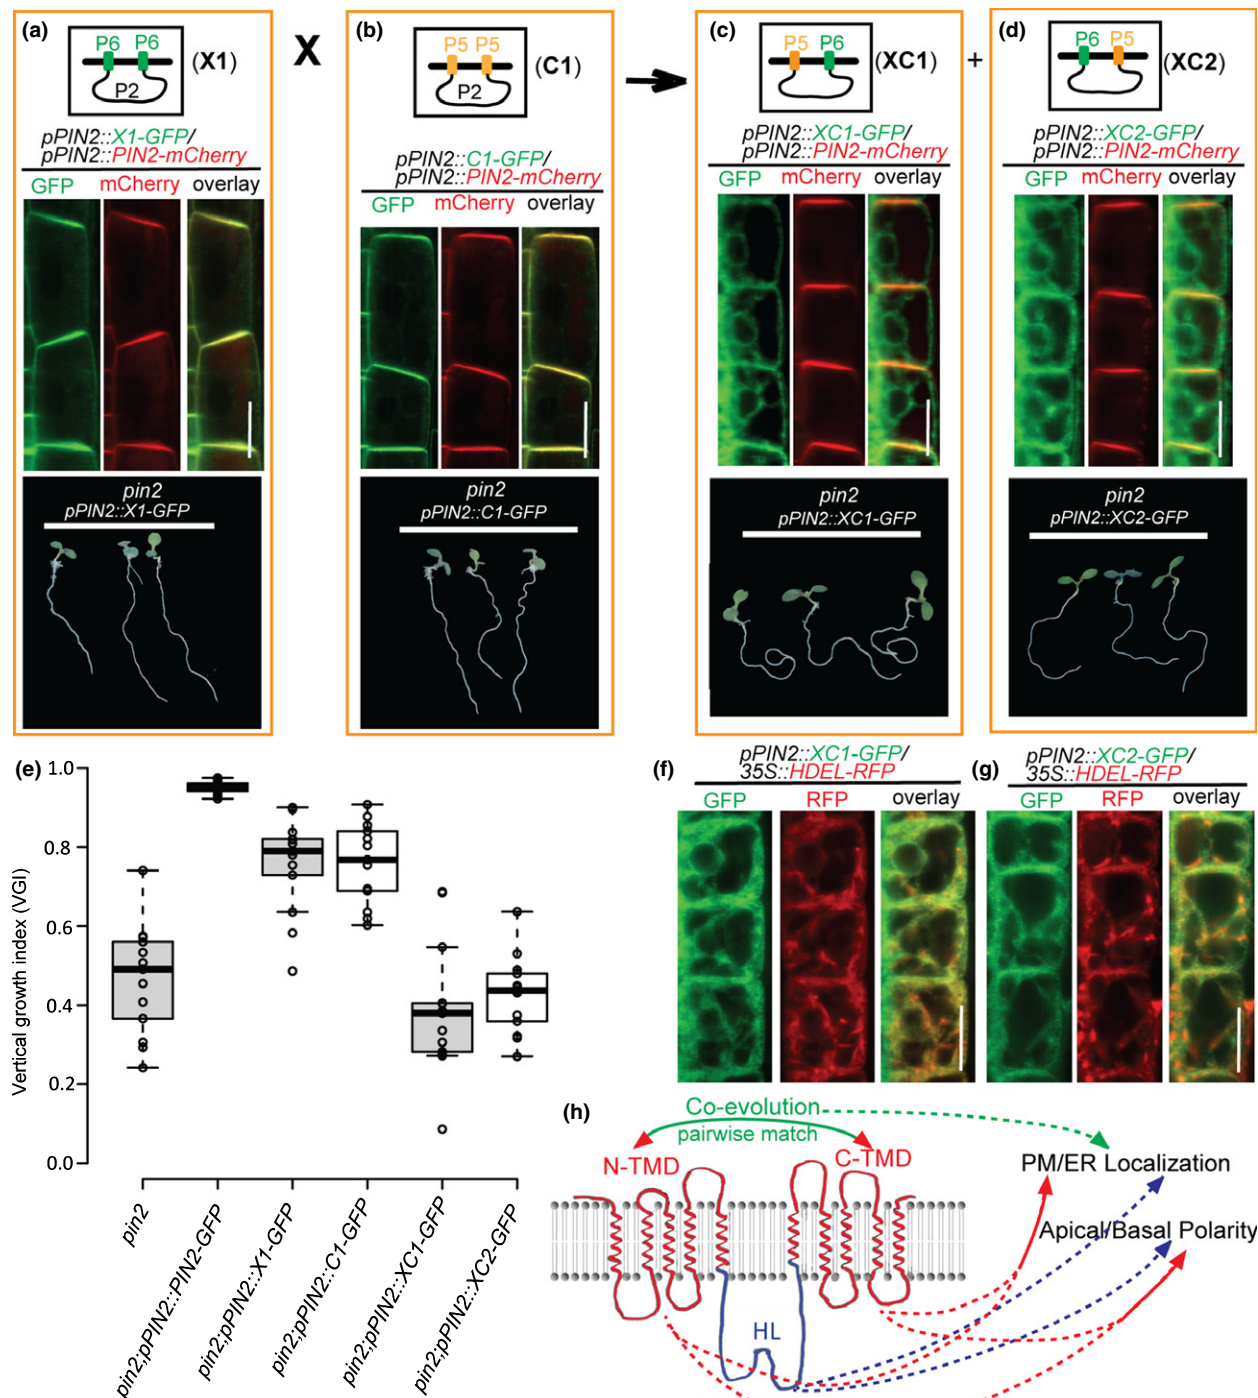 (a)
P6 P6
P2
(X1)
pPIN2::X1-GFP/
pPIN2::PIN2-mCherry
GFP mCherry overlay
pin2
pPIN2::X1-GFP
X
(b)
P5 P5
P2
(C1)
pPIN2::C1-GFP/
pPIN2::PIN2-mCherry
GFP mCherry overlay
pin2
pPIN2::C1-GFP
(c)
P5 P6
(XC1)
pPIN2::XC1-GFP/
pPIN2::PIN2-mCherry
GFP mCherry overlay
pin2
pPIN2::XC1-GFP
+
(d)
P6 P5
(XC2)
pPIN2::XC2-GFP/
pPIN2::PIN2-mCherry
GFP mCherry overlay
pin2
pPIN2::XC2-GFP
(e)
Vertical growth index (VGI)
1.0
0.8
0.6
0.4
0.2
0.0
pin2
pin2;pPIN2::PIN2-GFP
pin2;pPIN2::X1-GFP
pin2;pPIN2::C1-GFP
pin2;pPIN2::XC1-GFP
pin2;pPIN2::XC2-GFP
(f)
pPIN2::XC1-GFP/
35S::HDEL-RFP
GFP RFP overlay
(g)
pPIN2::XC2-GFP/
35S::HDEL-RFP
GFP RFP overlay
(h)
Co-evolution
pairwise match
N-TMD
C-TMD
HL
PM/ER Localization
Apical/Basal Polarity